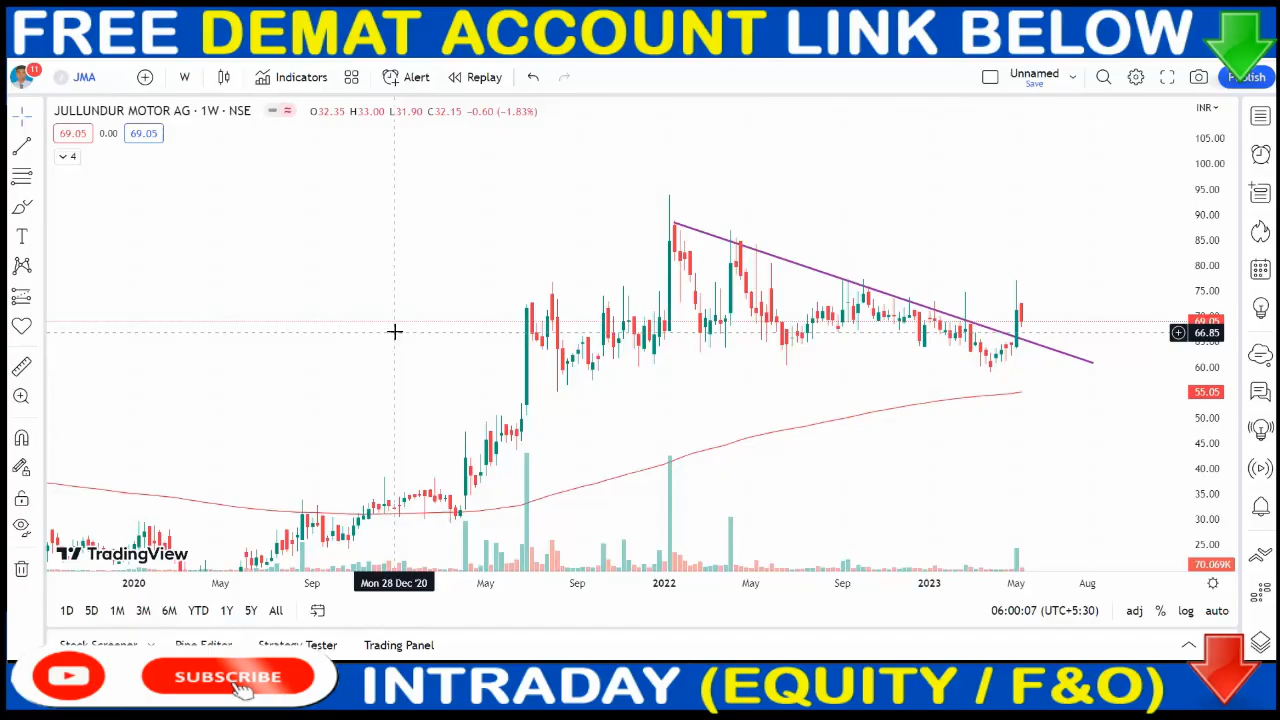 FREE DEMAT ACCOUNT LINK BELOW
11 JMA W Indicators Alert Replay Unnamed Save Publish
JULLUNDUR MOTOR AG · 1W · NSE O32.35 H33.00 L31.90 C32.15 −0.60 (−1.83%) INR
69.05 0.00 69.05
4
105.00
100.00
95.00
90.00
85.00
80.00
75.00
69.05
66.85
60.00
55.05
50.00
45.00
40.00
35.00
30.00
25.00
TradingView
70.069K
2020 May Sep Mon 28 Dec '20 May Sep 2022 May Sep 2023 May Aug
1D 5D 1M 3M 6M YTD 1Y 5Y All 06:00:07 (UTC+5:30) adj % log auto
Stock Screener Pine Editor Strategy Tester Trading Panel
SUBSCRIBE
INTRADAY (EQUITY / F&O)